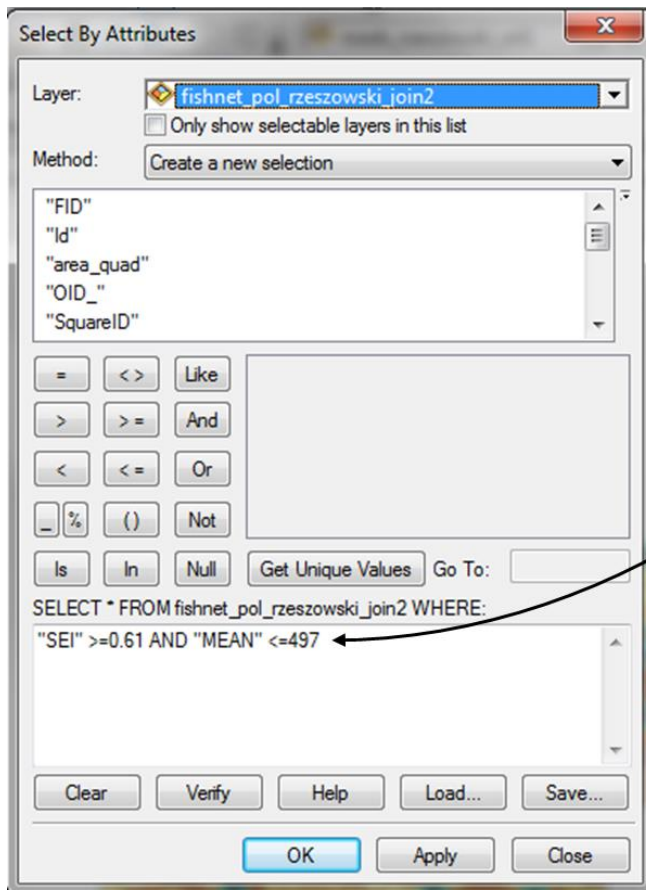 Select By Attributes
Layer: fishnet_pol_rzeszowski_join2
Only show selectable layers in this list
Method: Create a new selection
"FID"
"Id"
"area_quad"
"OID_"
"SquareID"
= < > Like
> > = And
< < = Or
_ % () Not
Is In Null Get Unique Values Go To:
SELECT * FROM fishnet_pol_rzeszowski_join2 WHERE:
"SEI" >=0.61 AND "MEAN" <=497
Clear Verify Help Load... Save...
OK Apply Close